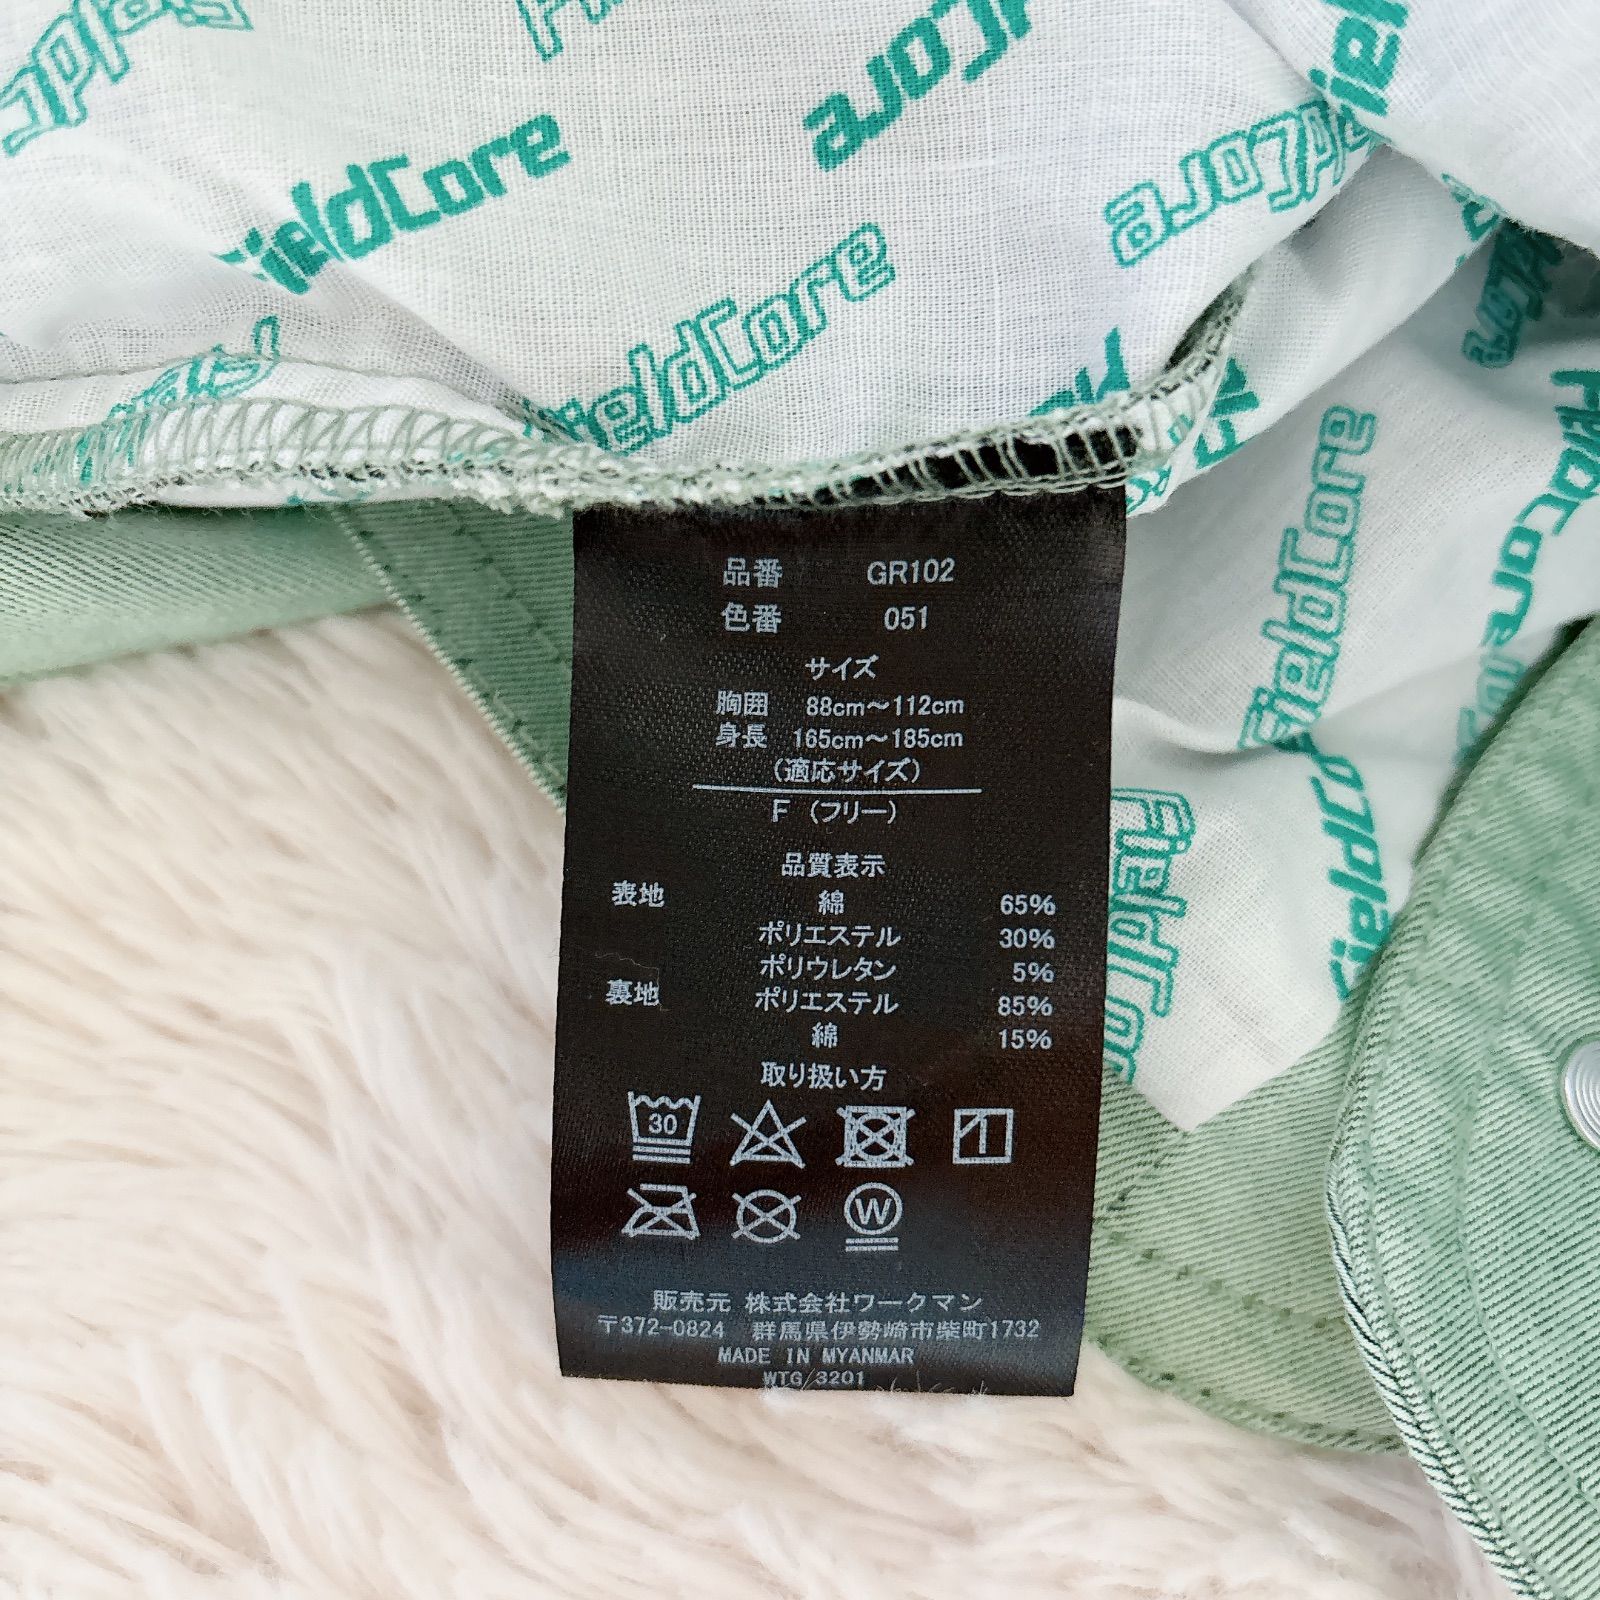 FieldCore
FieldCore
FieldCore
FieldCore
FieldCore
品番 GR102
色番 051
サイズ
胸囲 88cm～112cm
身長 165cm～185cm
(適応サイズ)
F (フリー)
品質表示
表地 綿 65%
ポリエステル 30%
ポリウレタン 5%
裏地 ポリエステル 85%
綿 15%
取り扱い方
30
W
販売元 株式会社ワークマン
〒372-0824 群馬県伊勢崎市柴町1732
MADE IN MYANMAR
WTG 3201